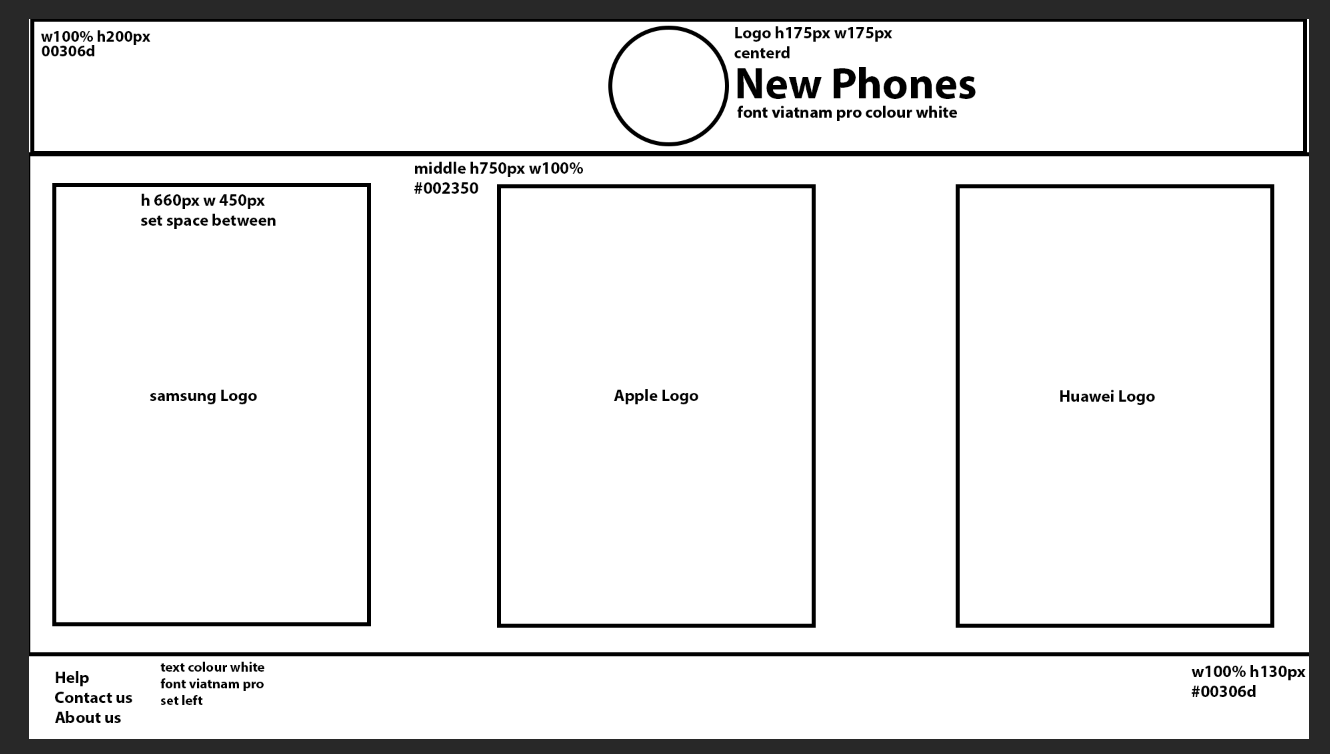 w100% h200px
00306d
Logo h175px w175px
centerd
New Phones
font viatnam pro colour white
middle h750px w100%
#002350
h 660px w 450px
set space between
samsung Logo
Apple Logo
Huawei Logo
Help
Contact us
About us
text colour white
font viatnam pro
set left
w100% h130px
#00306d